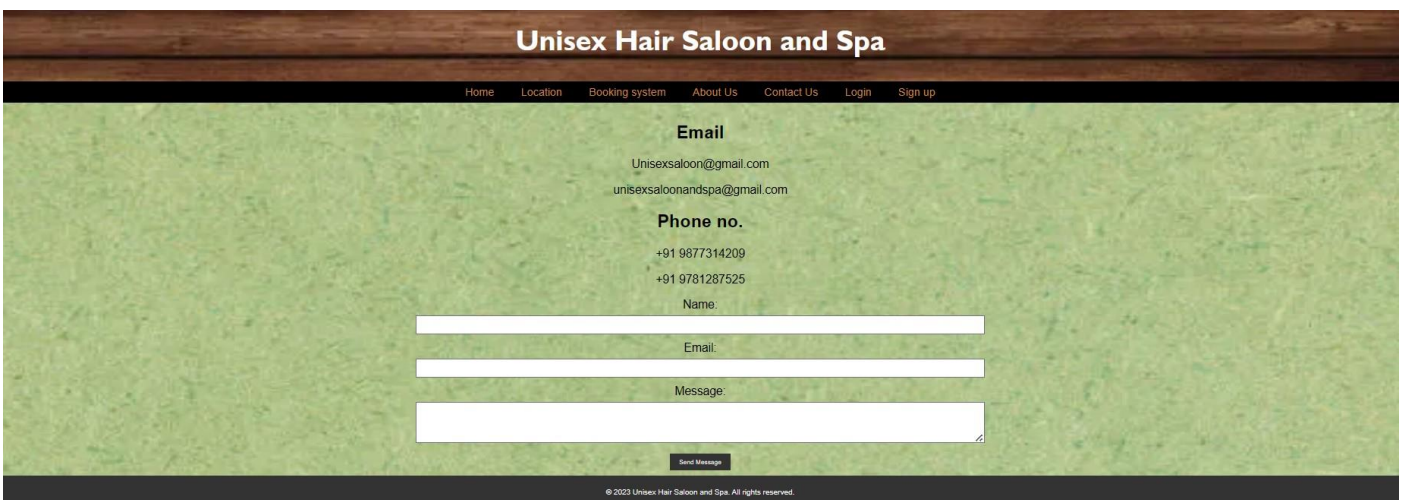 Unisex Hair Saloon and Spa
Home Location Booking system About Us Contact Us Login Sign up
Email
Unisexsaloon@gmail.com
unisexsaloonandspa@gmail.com
Phone no.
+91 9877314209
+91 9781287525
Name:
Email:
Message:
Send Message
© 2023 Unisex Hair Saloon and Spa. All rights reserved.